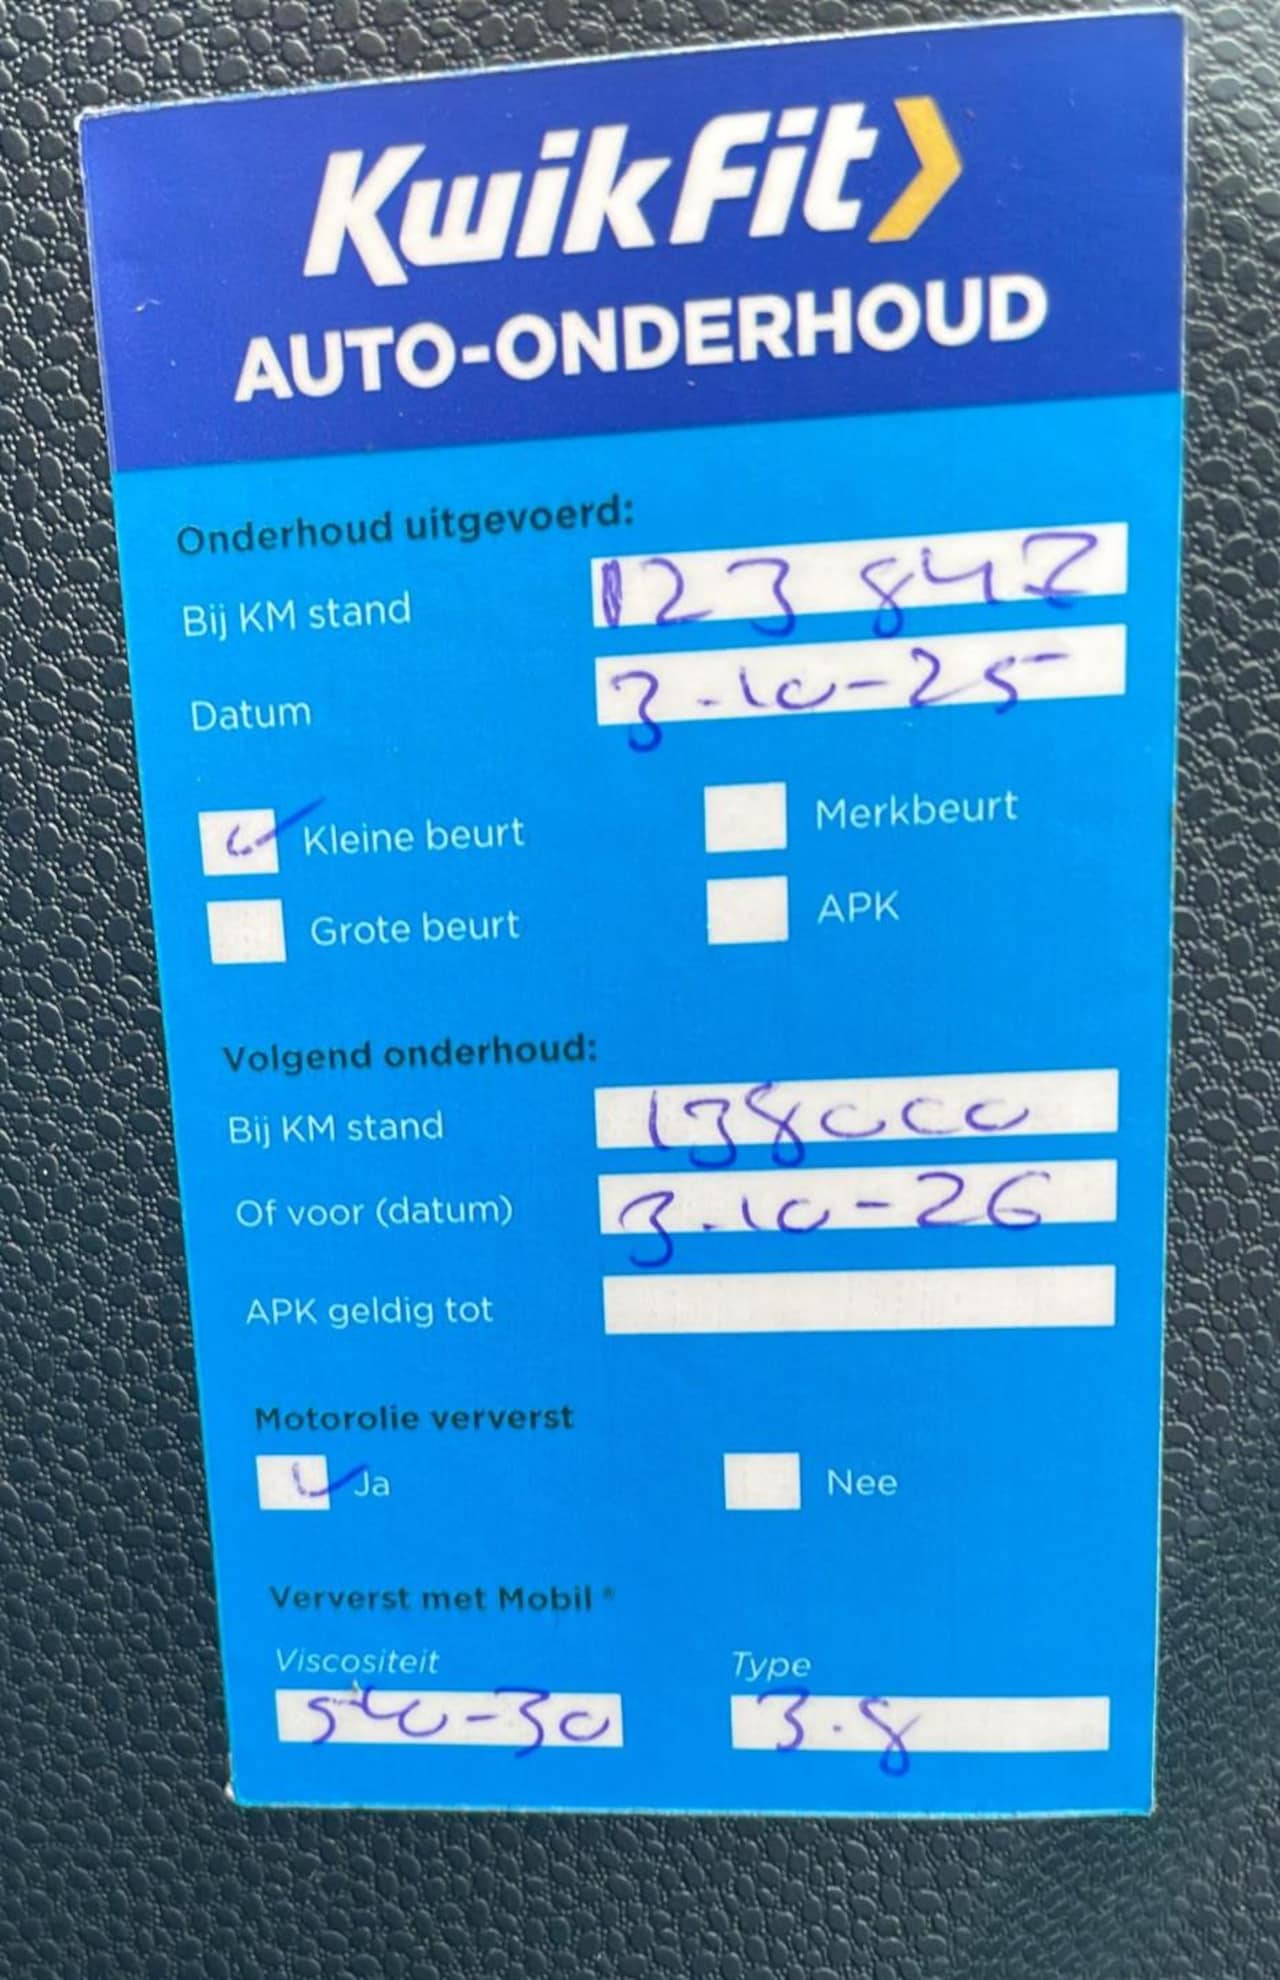 KwikFit
AUTO-ONDERHOUD
Onderhoud uitgevoerd:
Bij KM stand 123 847
Datum 3-10-25
Kleine beurt Merkbeurt
Grote beurt APK
Volgend onderhoud:
Bij KM stand 138000
Of voor (datum) 3-10-26
APK geldig tot
Motorolie ververst
Ja Nee
Ververst met Mobil®
Viscositeit Type
5W-30 3.8